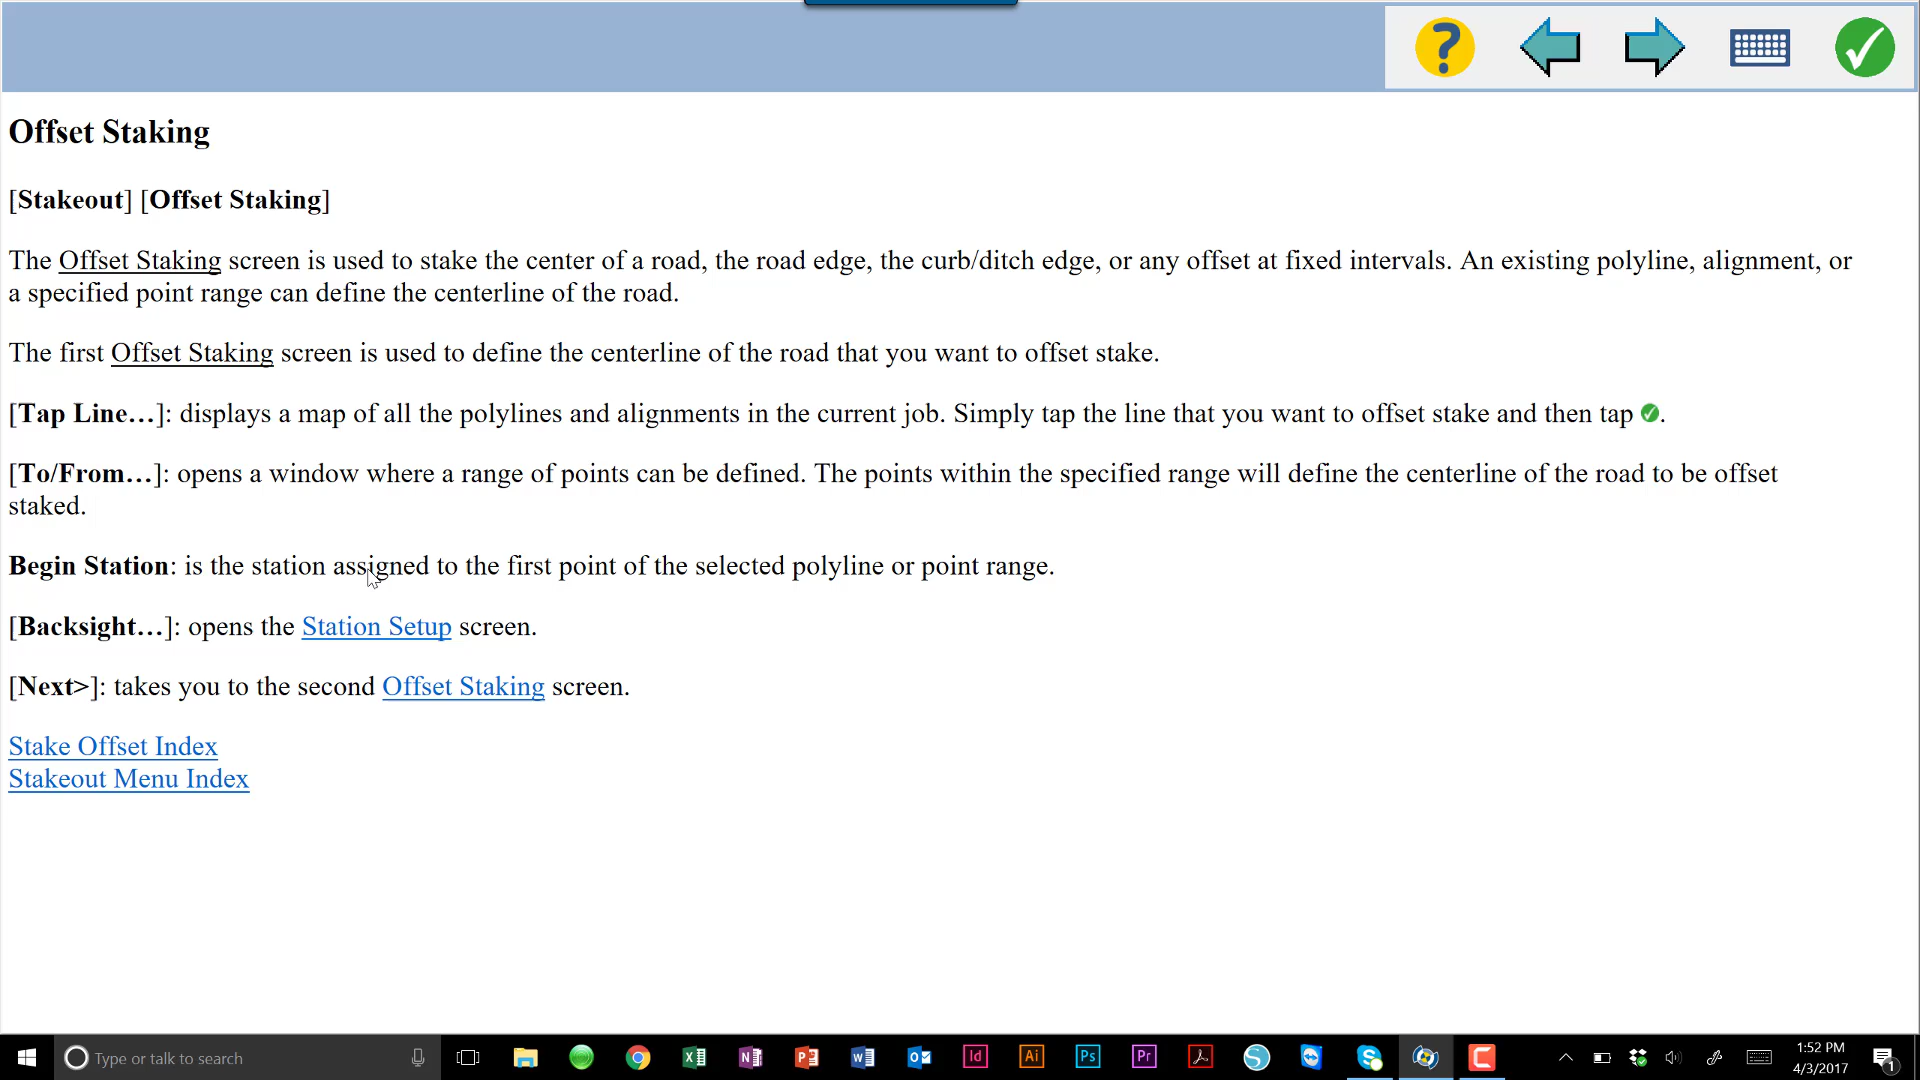 Offset Staking
[Stakeout] [Offset Staking]
The Offset Staking screen is used to stake the center of a road, the road edge, the curb/ditch edge, or any offset at fixed intervals. An existing polyline, alignment, or
a specified point range can define the centerline of the road.
The first Offset Staking screen is used to define the centerline of the road that you want to offset stake.
[Tap Line…]: displays a map of all the polylines and alignments in the current job. Simply tap the line that you want to offset stake and then tap .
[To/From…]: opens a window where a range of points can be defined. The points within the specified range will define the centerline of the road to be offset
staked.
Begin Station: is the station assigned to the first point of the selected polyline or point range.
[Backsight…]: opens the Station Setup screen.
[Next>]: takes you to the second Offset Staking screen.
Stake Offset Index
Stakeout Menu Index
Type or talk to search
1:52 PM
4/3/2017